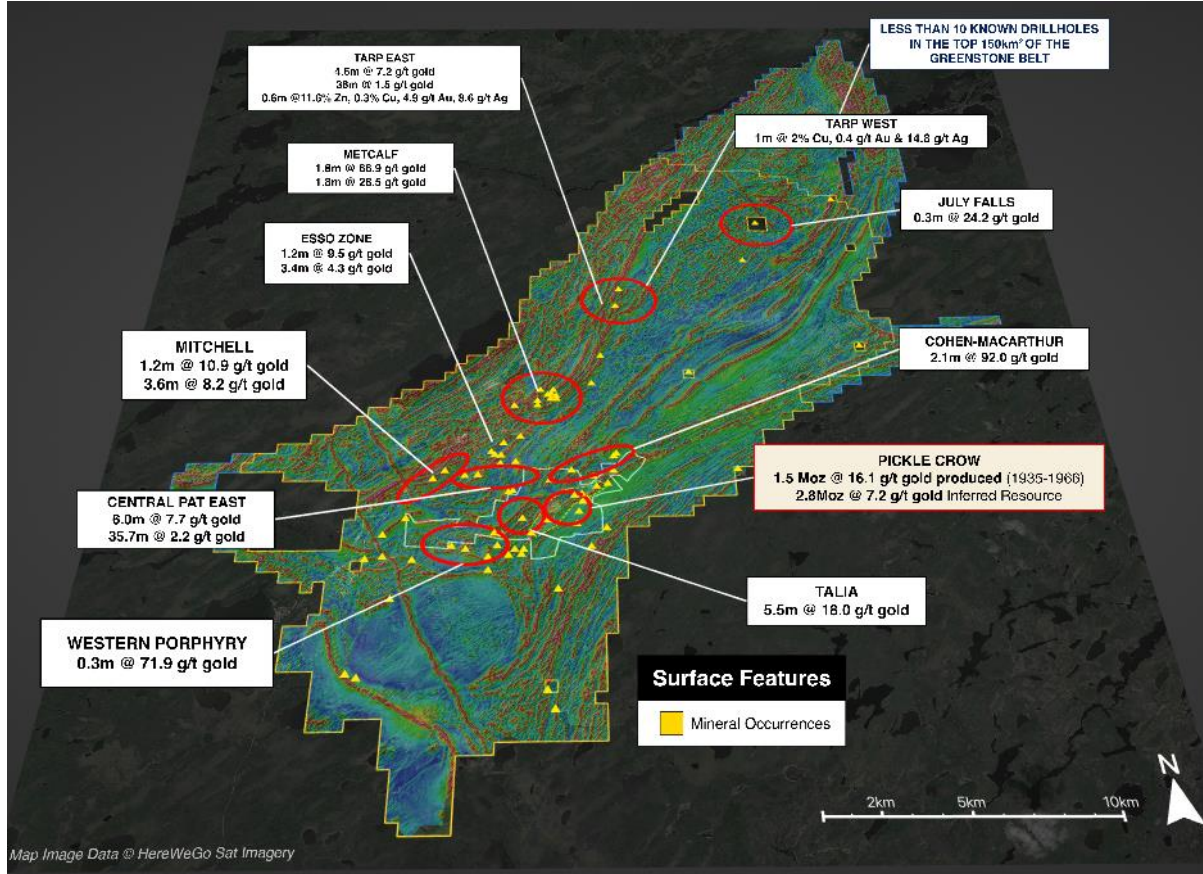 LESS THAN 10 KNOWN DRILLHOLES
IN THE TOP 150km² OF THE
GREENSTONE BELT
TARP EAST
4.5m @ 7.2 g/t gold
38m @ 1.5 g/t gold
0.6m @11.6% Zn, 0.3% Cu, 4.9 g/t Au, 8.6 g/t Ag
TARP WEST
1m @ 2% Cu, 0.4 g/t Au & 14.8 g/t Ag
METCALF
1.8m @ 66.9 g/t gold
1.8m @ 26.5 g/t gold
JULY FALLS
0.3m @ 24.2 g/t gold
ESSO ZONE
1.2m @ 9.5 g/t gold
3.4m @ 4.3 g/t gold
MITCHELL
1.2m @ 10.9 g/t gold
3.6m @ 8.2 g/t gold
COHEN-MACARTHUR
2.1m @ 92.0 g/t gold
PICKLE CROW
1.5 Moz @ 16.1 g/t gold produced (1935-1966)
2.8Moz @ 7.2 g/t gold Inferred Resource
CENTRAL PAT EAST
6.0m @ 7.7 g/t gold
35.7m @ 2.2 g/t gold
TALIA
5.5m @ 18.0 g/t gold
WESTERN PORPHYRY
0.3m @ 71.9 g/t gold
Surface Features
Mineral Occurrences
N
2km 5km 10km
Map Image Data © HereWeGo Sat Imagery